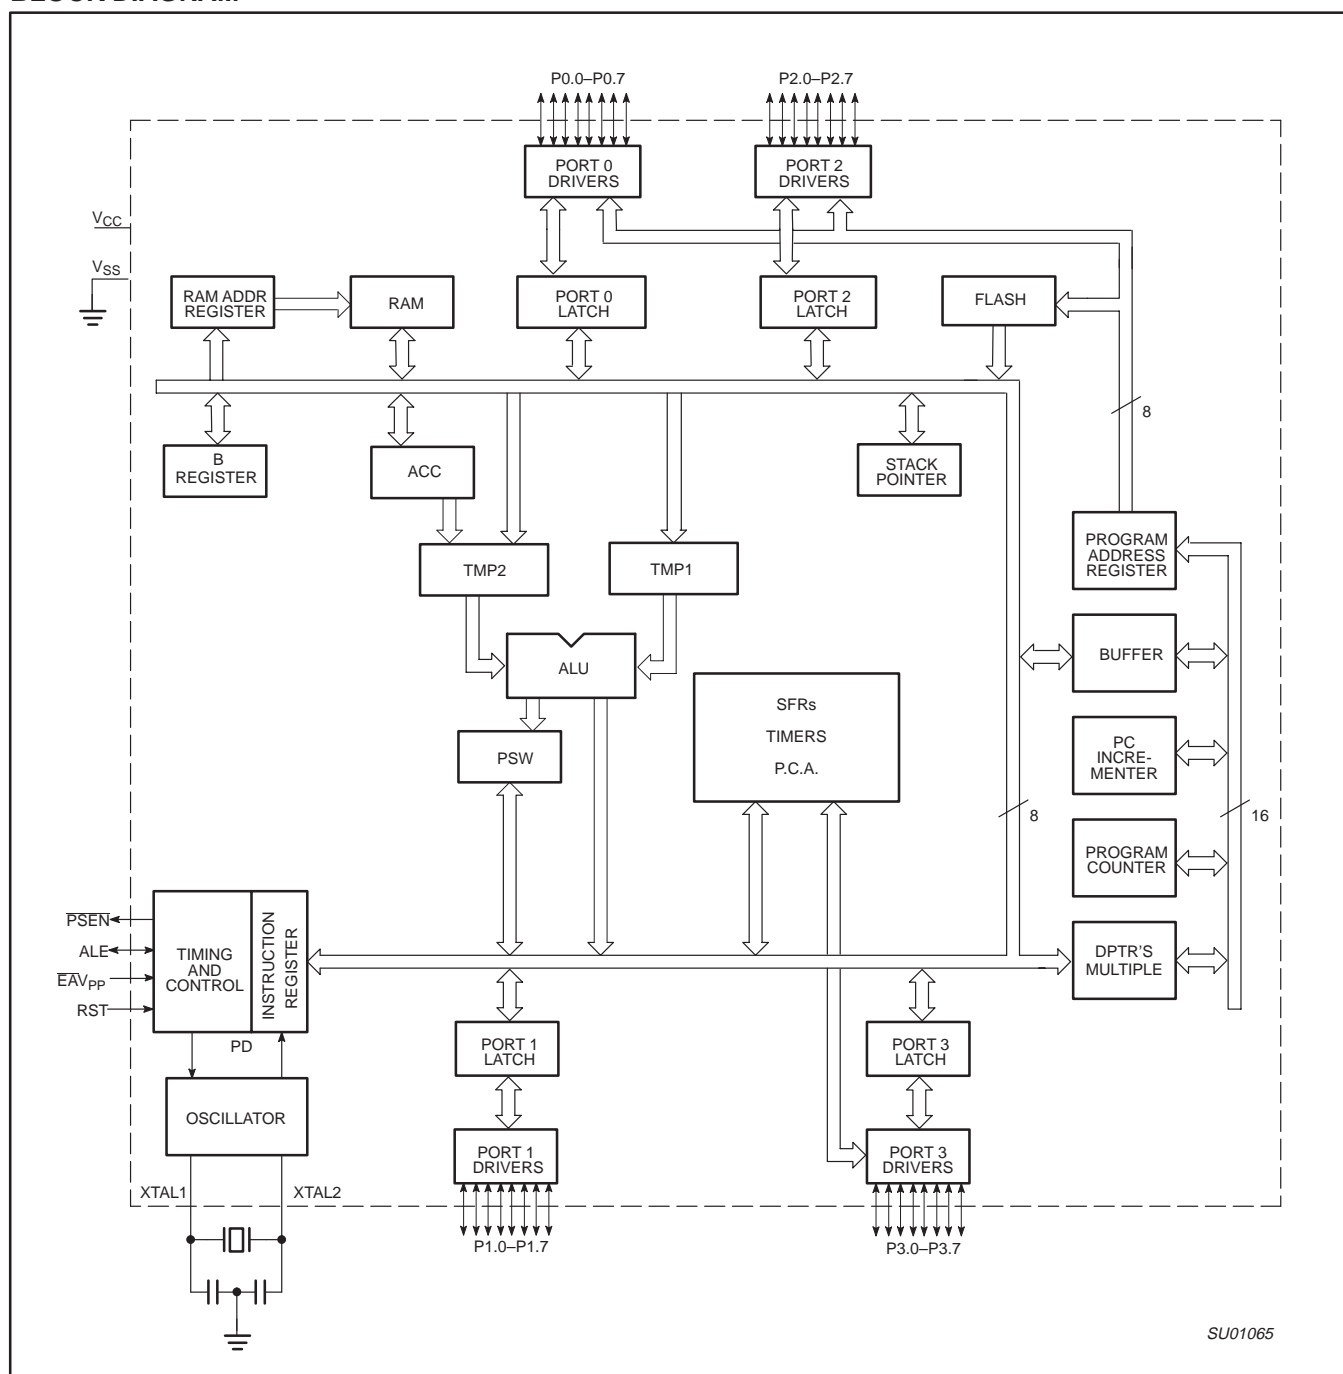 P0.0–P0.7
P2.0–P2.7
PORT 0
DRIVERS
PORT 2
DRIVERS
VCC
VSS
RAM ADDR
REGISTER
RAM
PORT 0
LATCH
PORT 2
LATCH
FLASH
8
B
REGISTER
ACC
STACK
POINTER
PROGRAM
ADDRESS
REGISTER
TMP2
TMP1
BUFFER
ALU
SFRs
TIMERS
P.C.A.
PSW
PC
INCRE-
MENTER
8
16
PROGRAM
COUNTER
PSEN
ALE
EAVPP
RST
TIMING
AND
CONTROL
INSTRUCTION
REGISTER
DPTR'S
MULTIPLE
PD
PORT 1
LATCH
PORT 3
LATCH
OSCILLATOR
PORT 1
DRIVERS
PORT 3
DRIVERS
XTAL1
XTAL2
P1.0–P1.7
P3.0–P3.7
SU01065